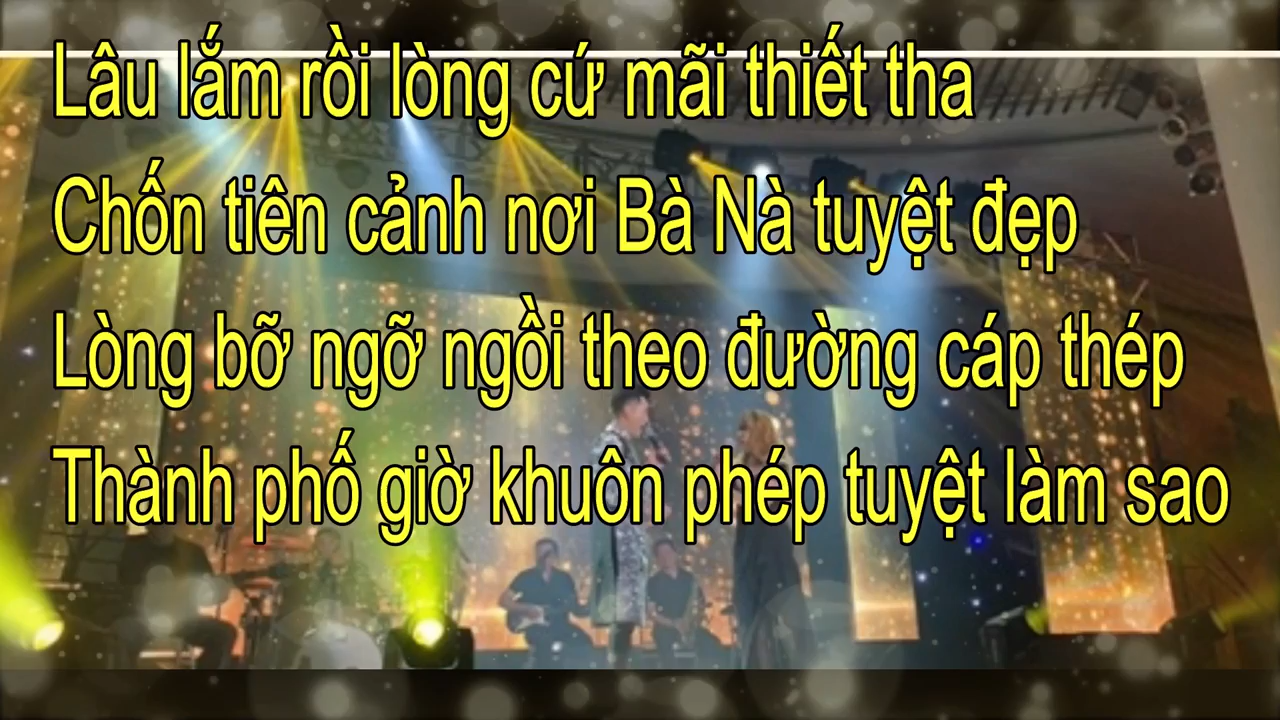 Lâu lắm rồi lòng cứ mãi thiết tha
Chốn tiên cảnh nơi Bà Nà tuyệt đẹp
Lòng bỡ ngỡ ngồi theo đường cáp thép
Thành phố giờ khuôn phép tuyệt làm sao